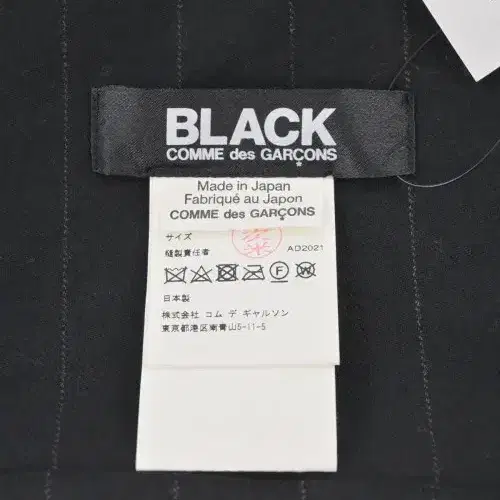 BLACK
COMME des GARÇONS
Made in Japan
Fabriqué au Japon
COMME des GARÇONS
サイズ
縫製責任者
AD2021
F
W
日本製
株式会社 コム デ ギャルソン
東京都港区南青山5-11-5